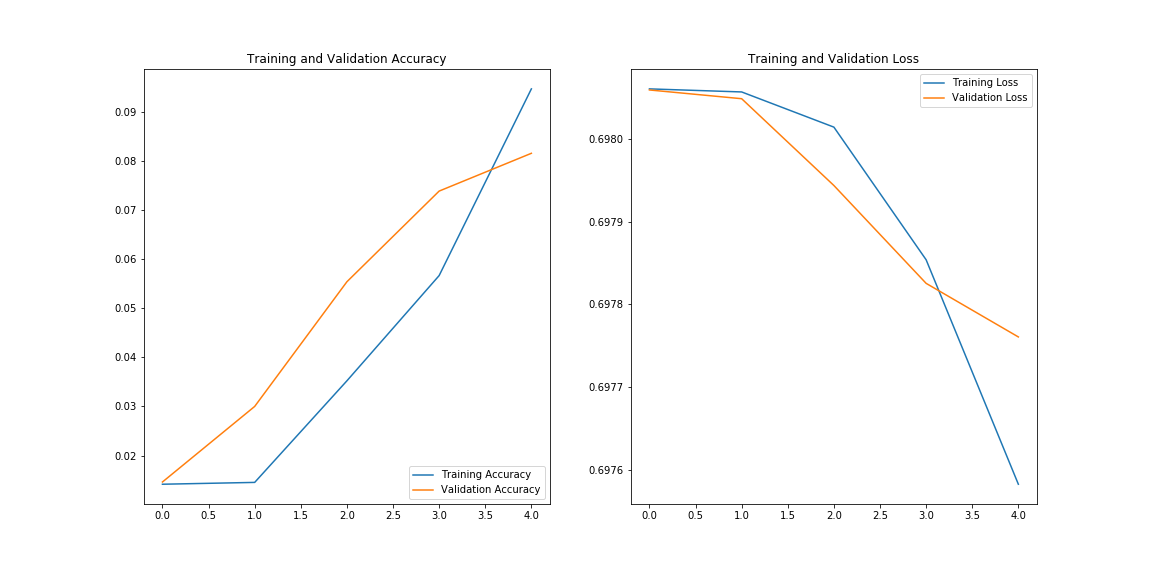 Training and Validation Accuracy
0.09
0.08
0.07
0.06
0.05
0.04
0.03
0.02
Training Accuracy
Validation Accuracy
0.0 0.5 1.0 1.5 2.0 2.5 3.0 3.5 4.0
Training and Validation Loss
Training Loss
Validation Loss
0.6980
0.6979
0.6978
0.6977
0.6976
0.0 0.5 1.0 1.5 2.0 2.5 3.0 3.5 4.0